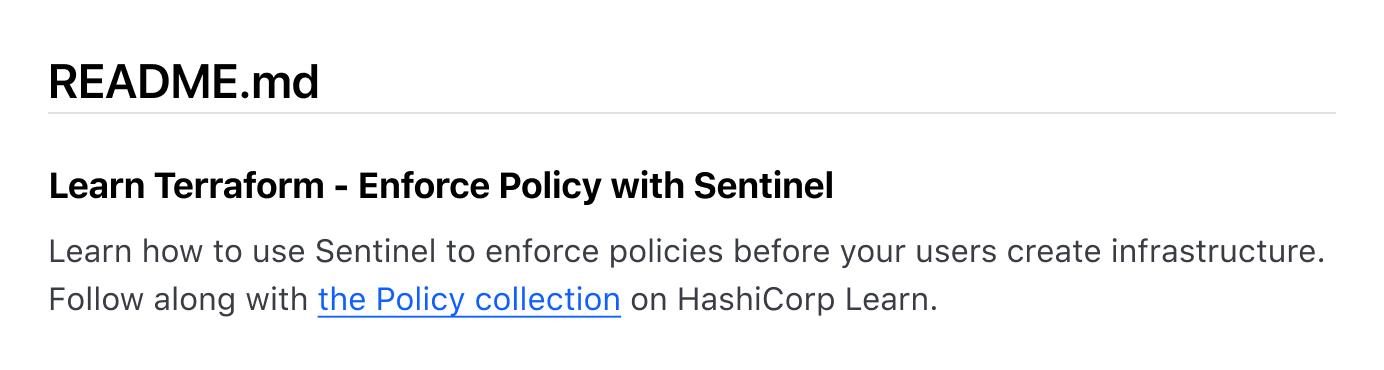 README.md
Learn Terraform - Enforce Policy with Sentinel
Learn how to use Sentinel to enforce policies before your users create infrastructure.
Follow along with the Policy collection on HashiCorp Learn.